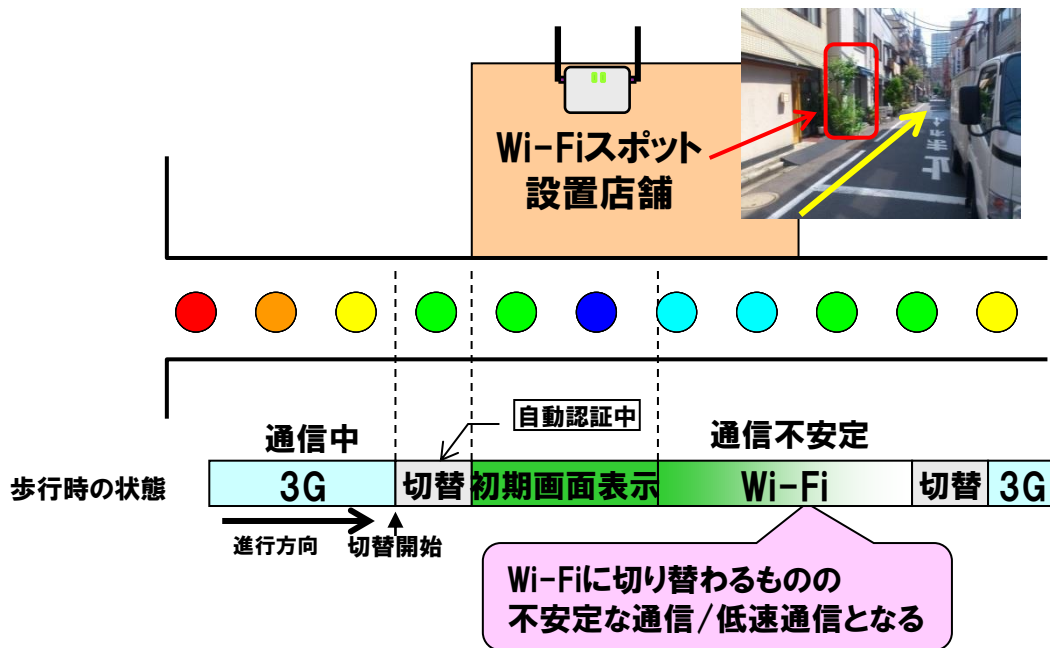 Wi-Fiスポット
設置店舗
止まれ
自動認証中
通信中
通信不安定
歩行時の状態
3G
切替
初期画面表示
Wi-Fi
切替
3G
進行方向
切替開始
Wi-Fiに切り替わるものの
不安定な通信/低速通信となる